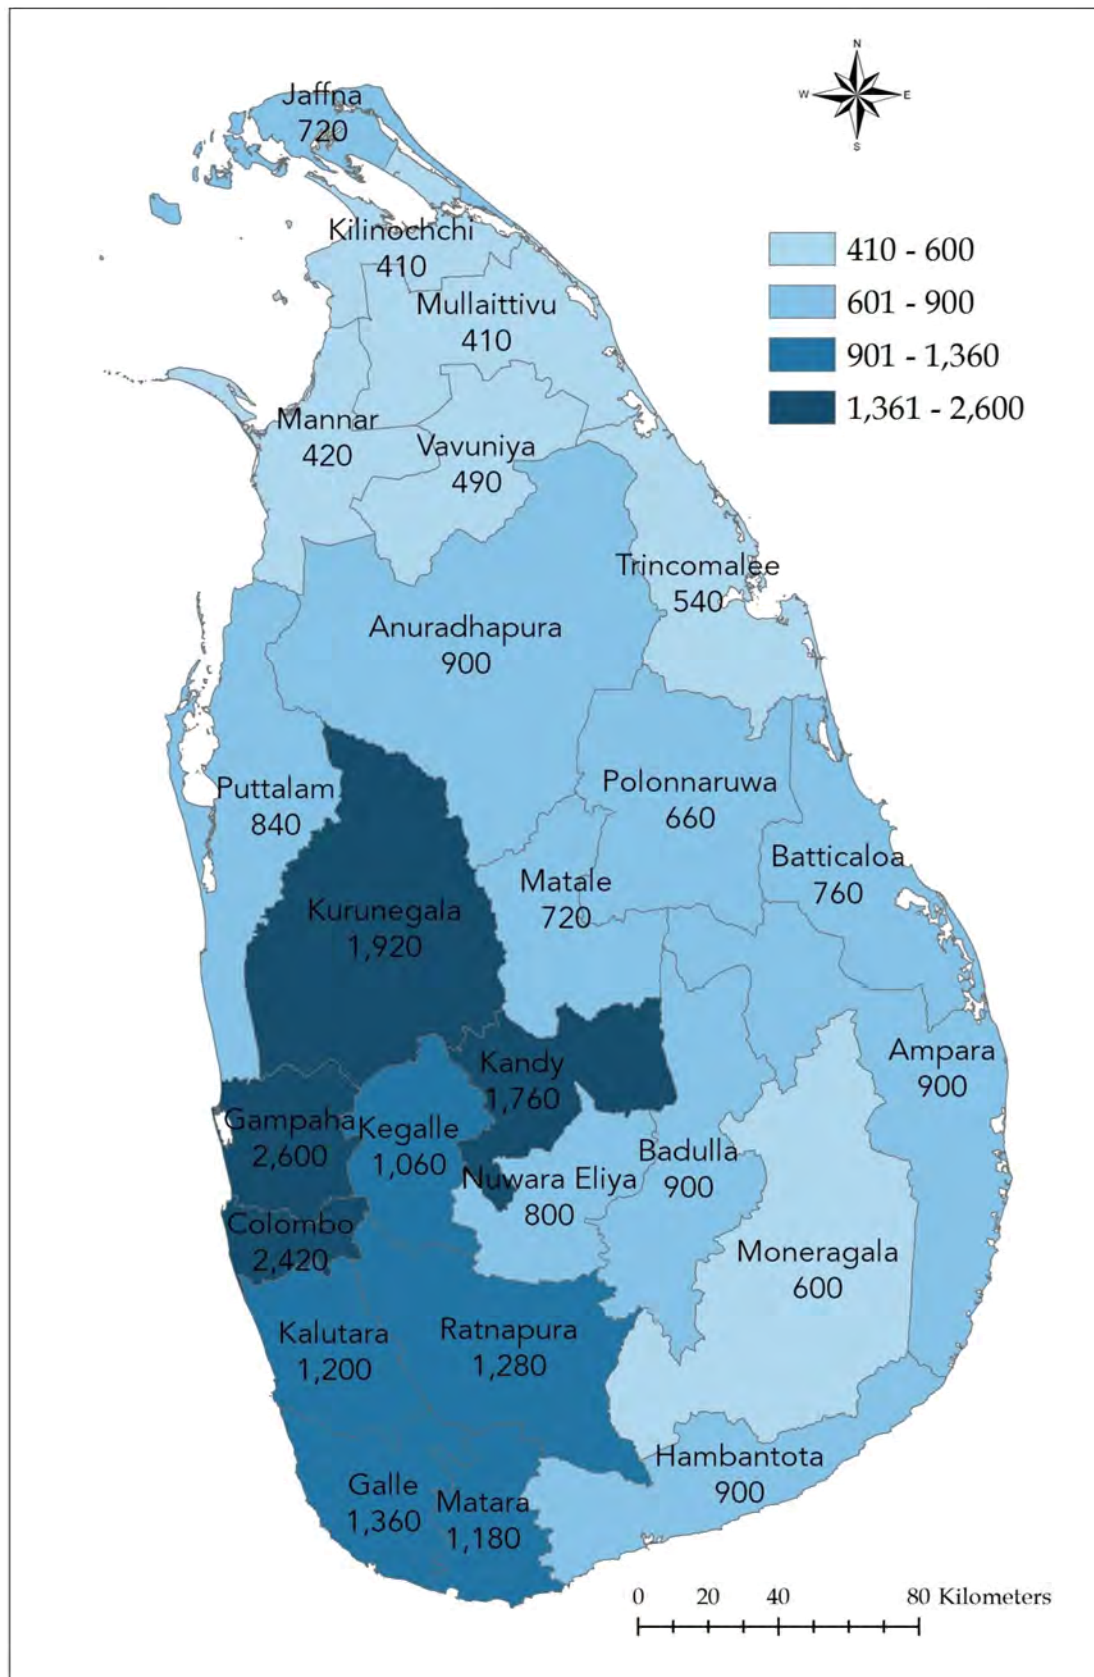 N
W E
S
Jaffna
720
410 - 600
601 - 900
901 - 1,360
1,361 - 2,600
Kilinochchi
410
Mullaittivu
410
Mannar
420
Vavuniya
490
Trincomalee
540
Anuradhapura
900
Puttalam
840
Polonnaruwa
660
Batticaloa
760
Matale
720
Kurunegala
1,920
Kandy
1,760
Ampara
900
Gampaha
2,600
Kegalle
1,060
Nuwara Eliya
800
Badulla
900
Colombo
2,420
Moneragala
600
Kalutara
1,200
Ratnapura
1,280
Hambantota
900
Galle
1,360
Matara
1,180
0 20 40 80 Kilometers